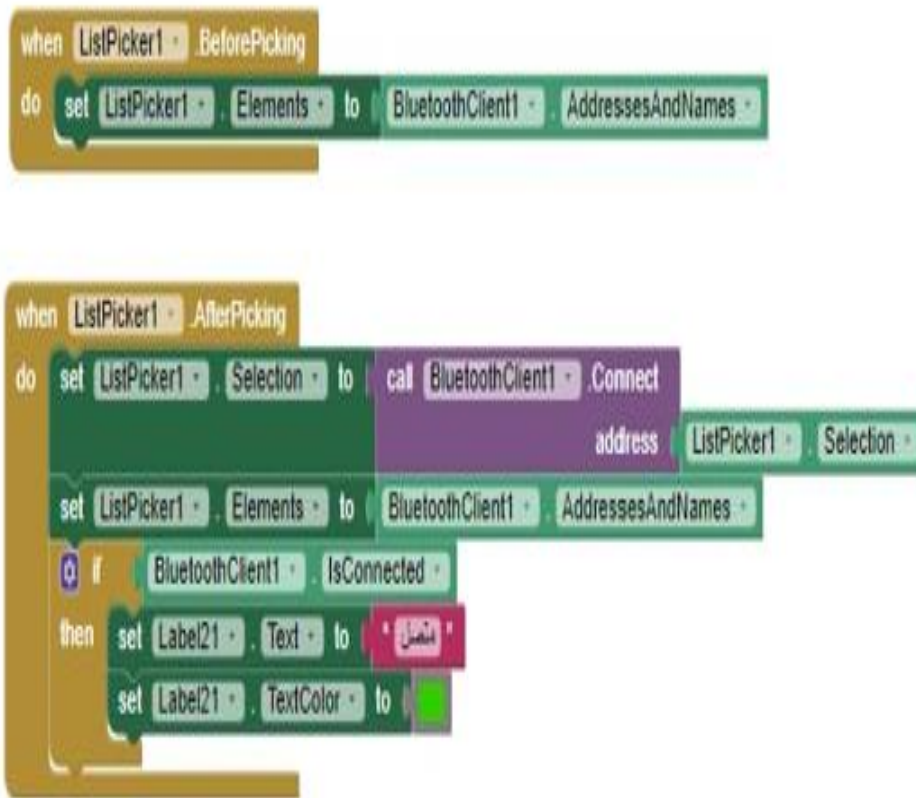 when ListPicker1 .BeforePicking
do set ListPicker1 . Elements to BluetoothClient1 . AddressesAndNames
when ListPicker1 .AfterPicking
do set ListPicker1 . Selection to call BluetoothClient1 .Connect
address ListPicker1 . Selection
set ListPicker1 . Elements to BluetoothClient1 . AddressesAndNames
if BluetoothClient1 . IsConnected
then set Label21 . Text to " متصل "
set Label21 . TextColor to